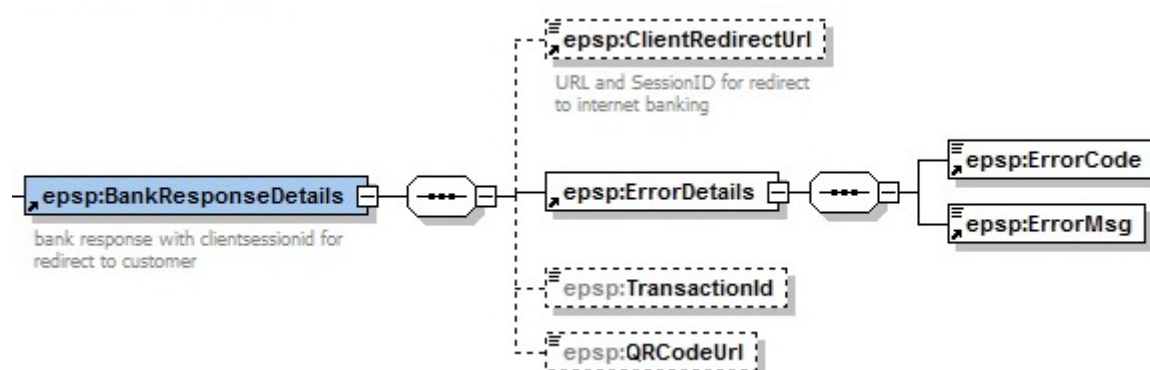 epsp:ClientRedirectUrl
URL and SessionID for redirect
to internet banking
epsp:BankResponseDetails
bank response with clientsessionid for
redirect to customer
epsp:ErrorDetails
epsp:ErrorCode
epsp:ErrorMsg
epsp:TransactionId
epsp:QRCodeUrl